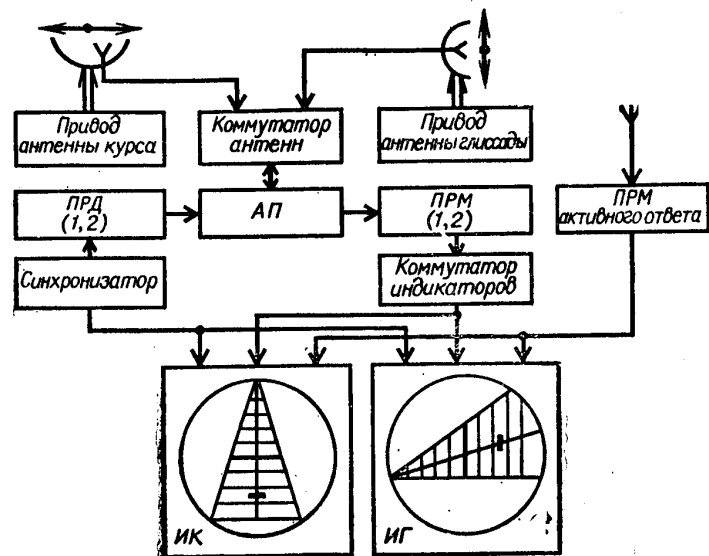 Привод
антенны курса
Коммутатор
антенн
Привод
антенны глиссады
ПРД
(1,2)
АП
ПРМ
(1,2)
ПРМ
активного ответа
Синхронизатор
Коммутатор
индикаторов
ИК
ИГ